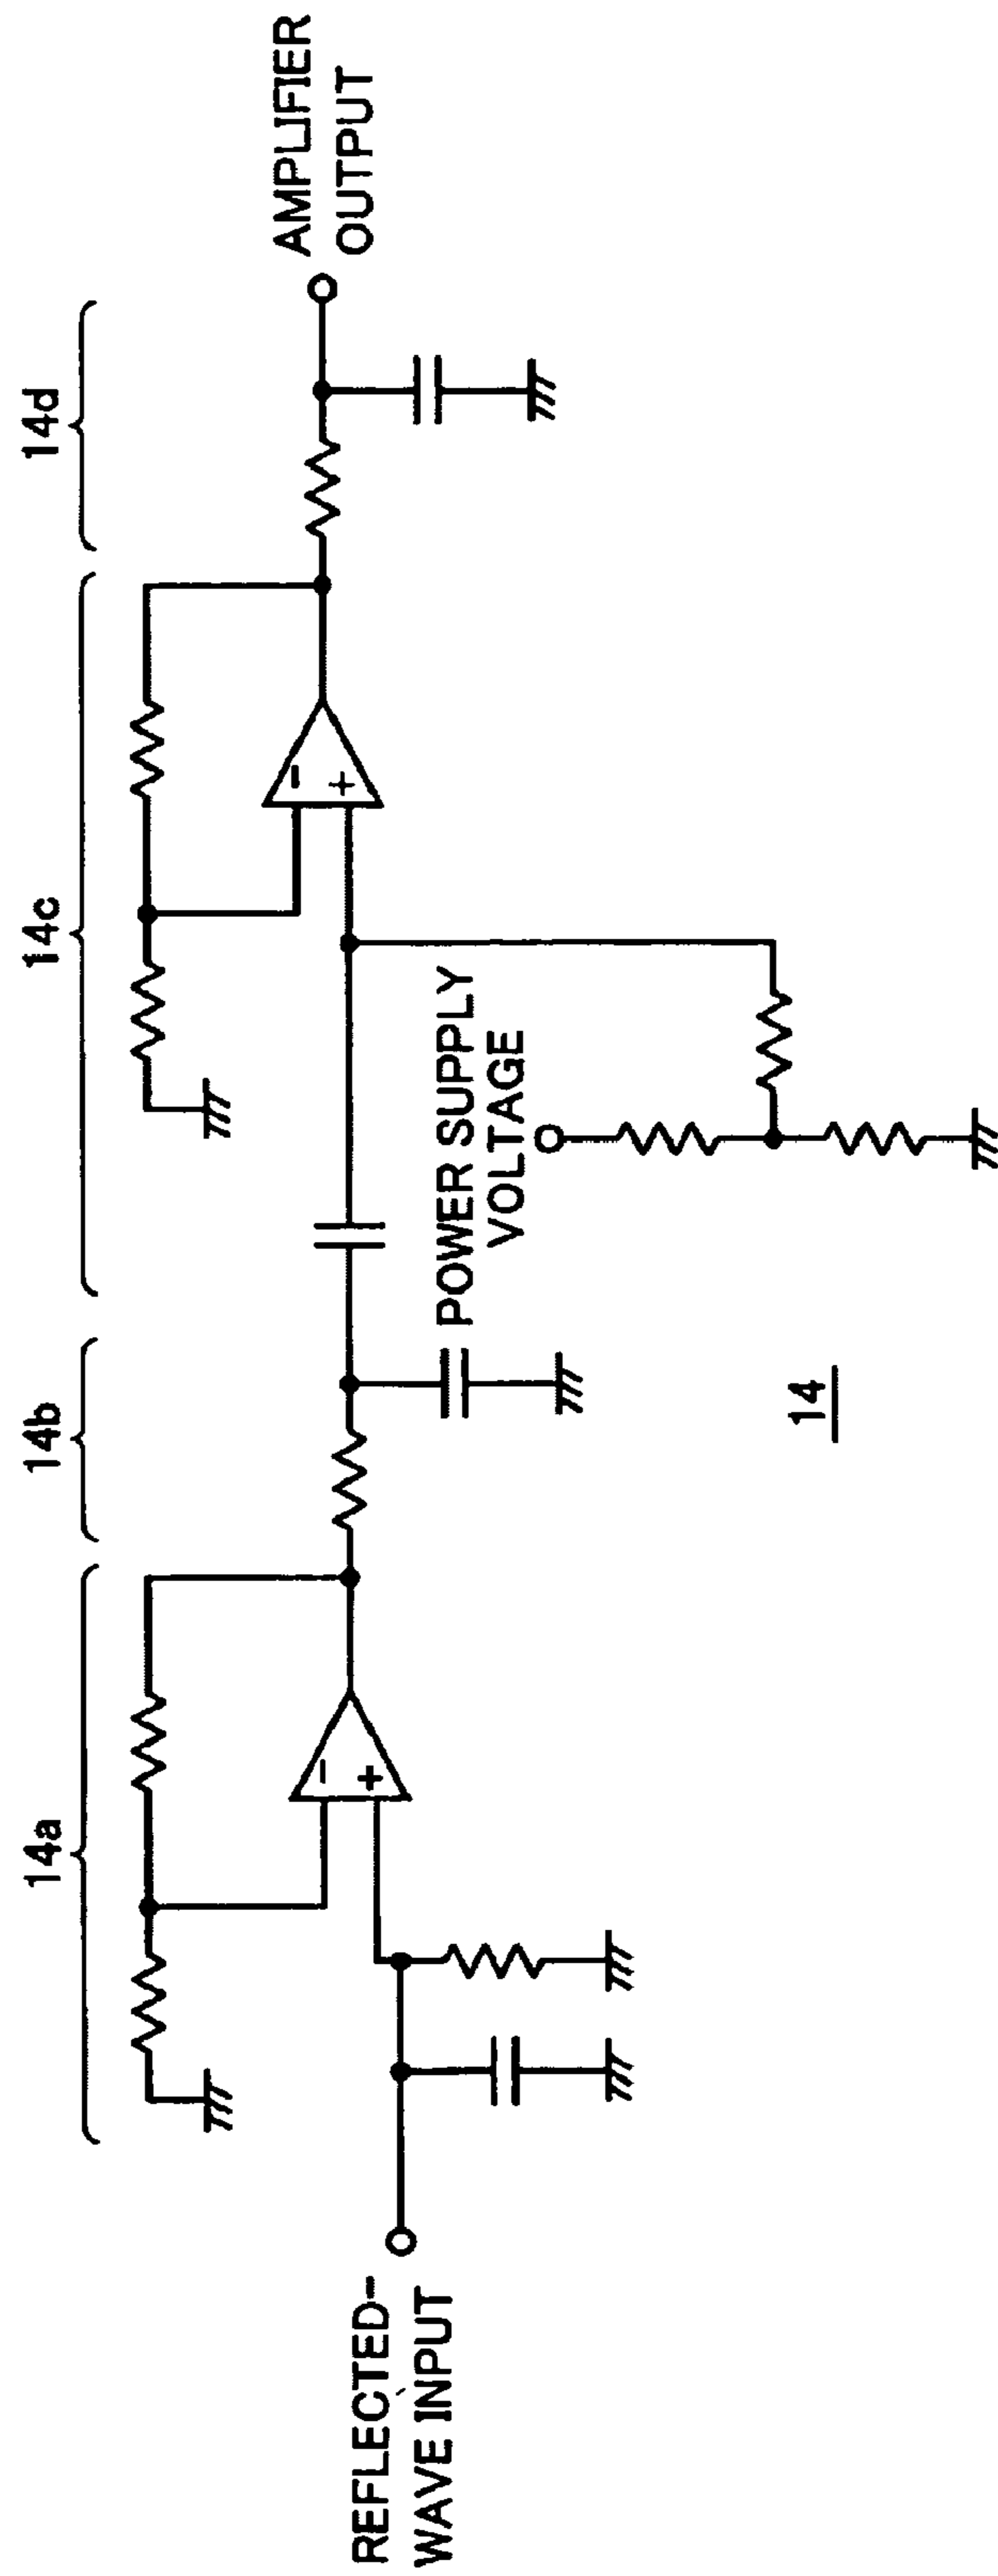 14a
14b
14c
14d
REFLECTED-
WAVE INPUT
-
+
POWER SUPPLY
VOLTAGE
-
+
AMPLIFIER
OUTPUT
14